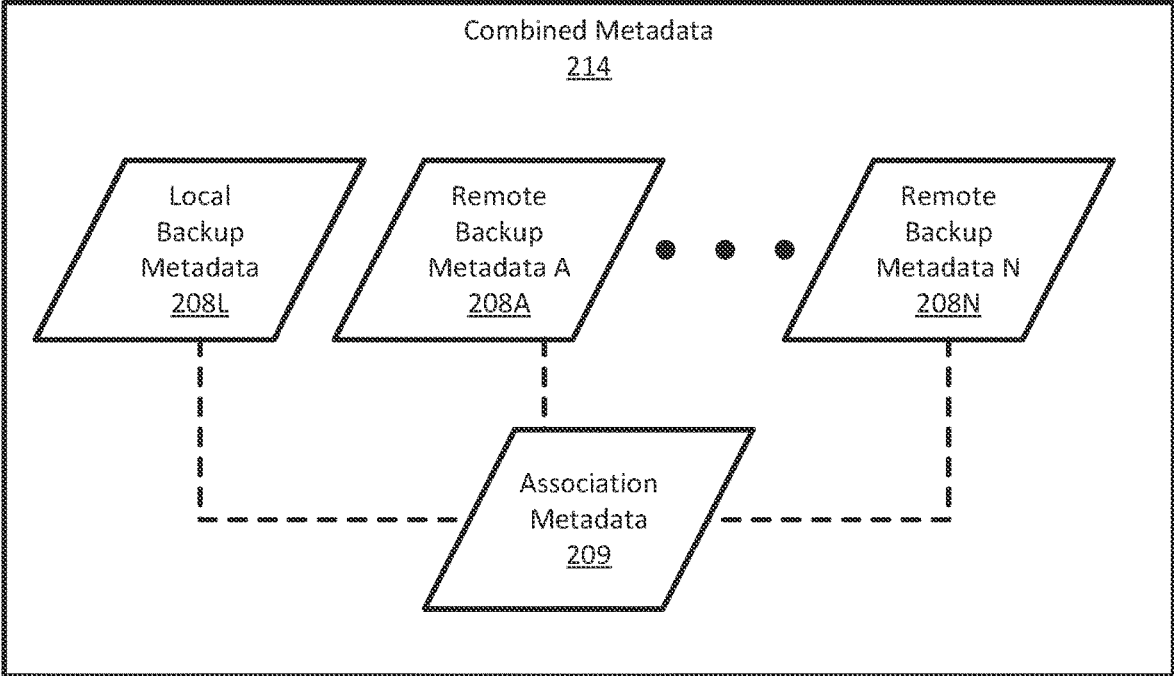 Combined Metadata
214
Local
Backup
Metadata
208L
Remote
Backup
Metadata A
208A
Remote
Backup
Metadata N
208N
Association
Metadata
209